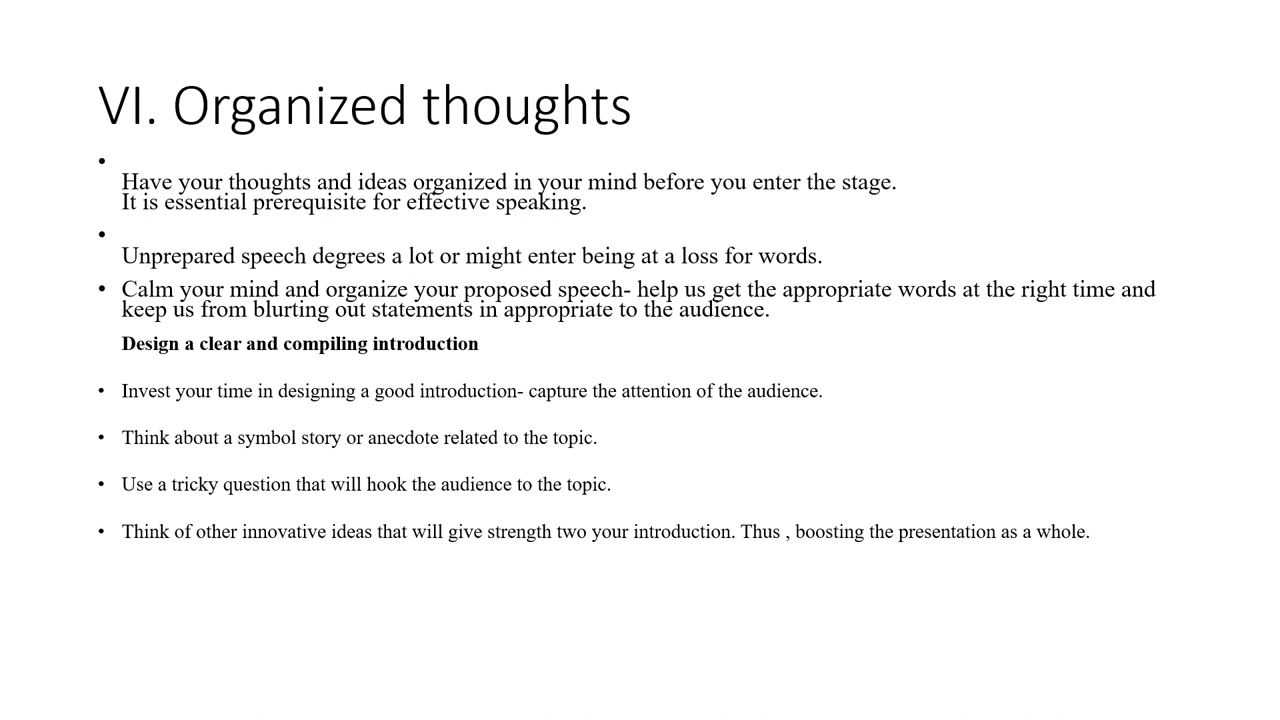 VI. Organized thoughts
•
Have your thoughts and ideas organized in your mind before you enter the stage.
It is essential prerequisite for effective speaking.
•
Unprepared speech degrees a lot or might enter being at a loss for words.
• Calm your mind and organize your proposed speech- help us get the appropriate words at the right time and
keep us from blurting out statements in appropriate to the audience.
Design a clear and compiling introduction
• Invest your time in designing a good introduction- capture the attention of the audience.
• Think about a symbol story or anecdote related to the topic.
• Use a tricky question that will hook the audience to the topic.
• Think of other innovative ideas that will give strength two your introduction. Thus , boosting the presentation as a whole.